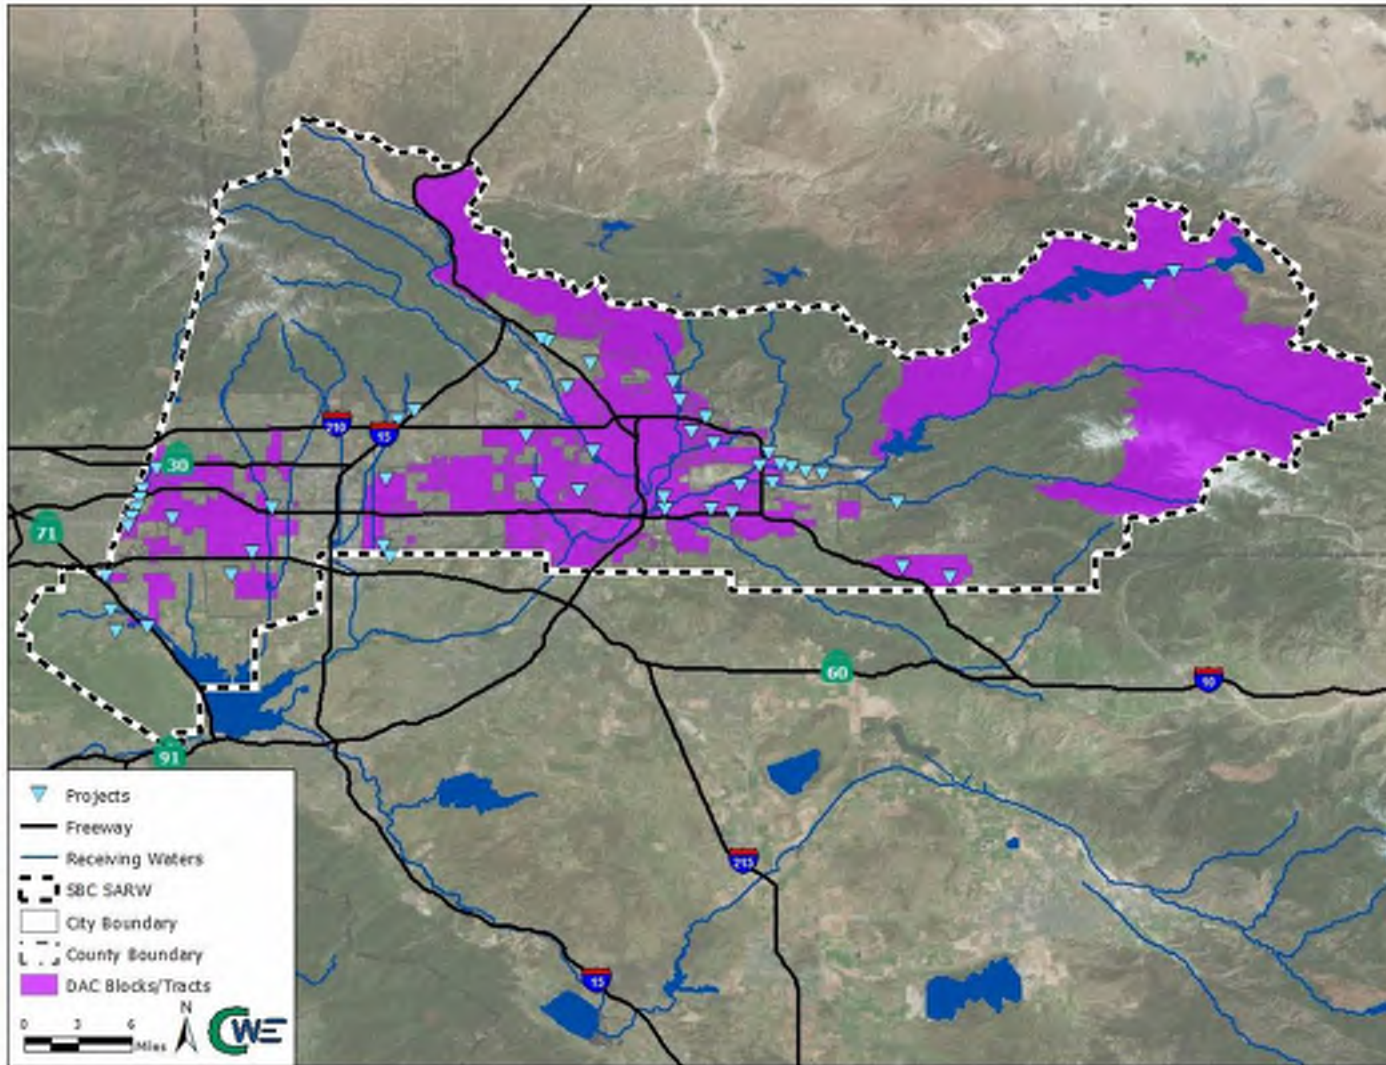 210
15
30
71
60
10
91
Projects
Freeway
Receiving Waters
SBC SARW
City Boundary
County Boundary
DAC Blocks/Tracts
215
15
N
0 3 6
Miles
CWE